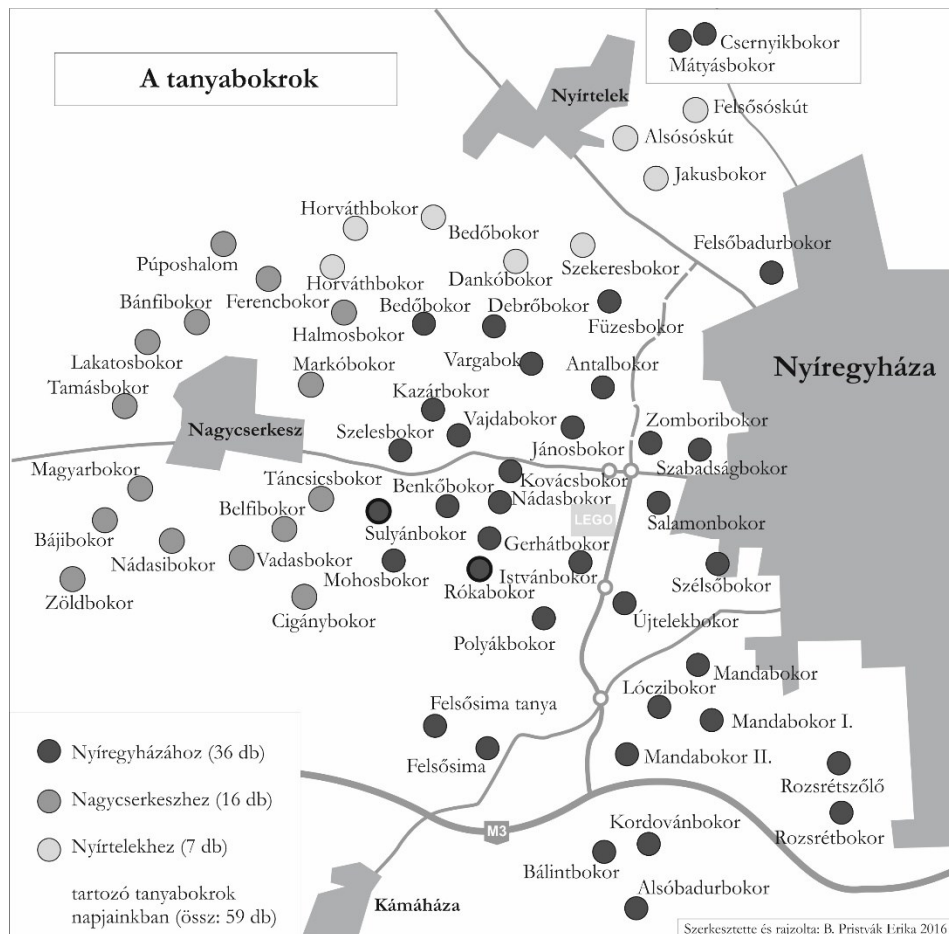 A tanyabokrok
Csernyikbokor
Mátyásbokor
Nyírtelek
Felsősóskút
Alsósóskút
Jakusbokor
Horváthbokor
Bedőbokor
Felsőbadurbokor
Púposhalom
Horváthbokor
Dankóbokor
Szekeresbokor
Bánfibokor
Ferencbokor
Bedőbokor
Debrőbokor
Halmosbokor
Füzesbokor
Lakatosbokor
Markóbokor
Vargabok
Antalbokor
Nyíregyháza
Tamásbokor
Kazárbokor
Nagycserkesz
Szelesbokor
Vajdabokor
Jánosbokor
Zomboribokor
Szabadságbokor
Magyarbokor
Táncsicsbokor
Benkőbokor
Kovácsbokor
Nádasbokor
Belfibokor
LEGO
Salamonbokor
Bájibokor
Sulyánbokor
Gerhátbokor
Nádasibokor
Vadasbokor
Mohosbokor
Istvánbokor
Szélsőbokor
Zöldbokor
Rókabokor
Cigánybokor
Újtelekbokor
Polyákbokor
Mandabokor
Lóczibokor
Felsősima tanya
Mandabokor I.
Felsősima
Mandabokor II.
Rozsrétszőlő
Rozsrétbokor
M3
Kordovánbokor
Bálintbokor
Alsóbadurbokor
Kámáháza
Nyíregyházához (36 db)
Nagycserkeszhez (16 db)
Nyírtelekhez (7 db)
tartozó tanyabokrok
napjainkban (össz: 59 db)
Szerkesztette és rajzolta: B. Pristyák Erika 2016